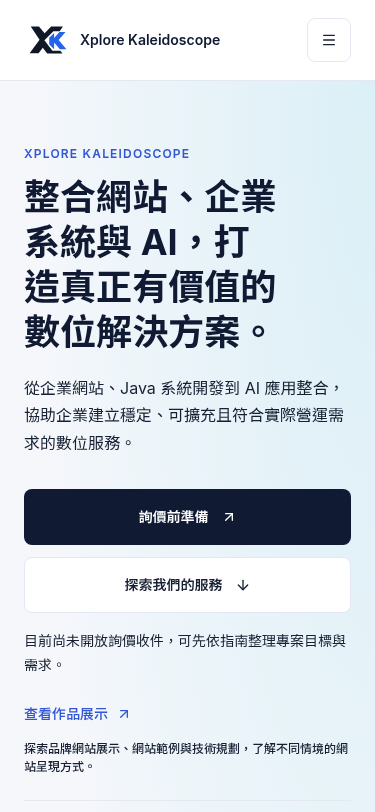 Xplore Kaleidoscope
XPLORE KALEIDOSCOPE
整合網站、企業
系統與 AI，打
造真正有價值的
數位解決方案。
從企業網站、Java 系統開發到 AI 應用整合，
協助企業建立穩定、可擴充且符合實際營運需
求的數位服務。
詢價前準備
探索我們的服務
目前尚未開放詢價收件，可先依指南整理專案目標與
需求。
查看作品展示
探索品牌網站展示、網站範例與技術規劃，了解不同情境的網
站呈現方式。